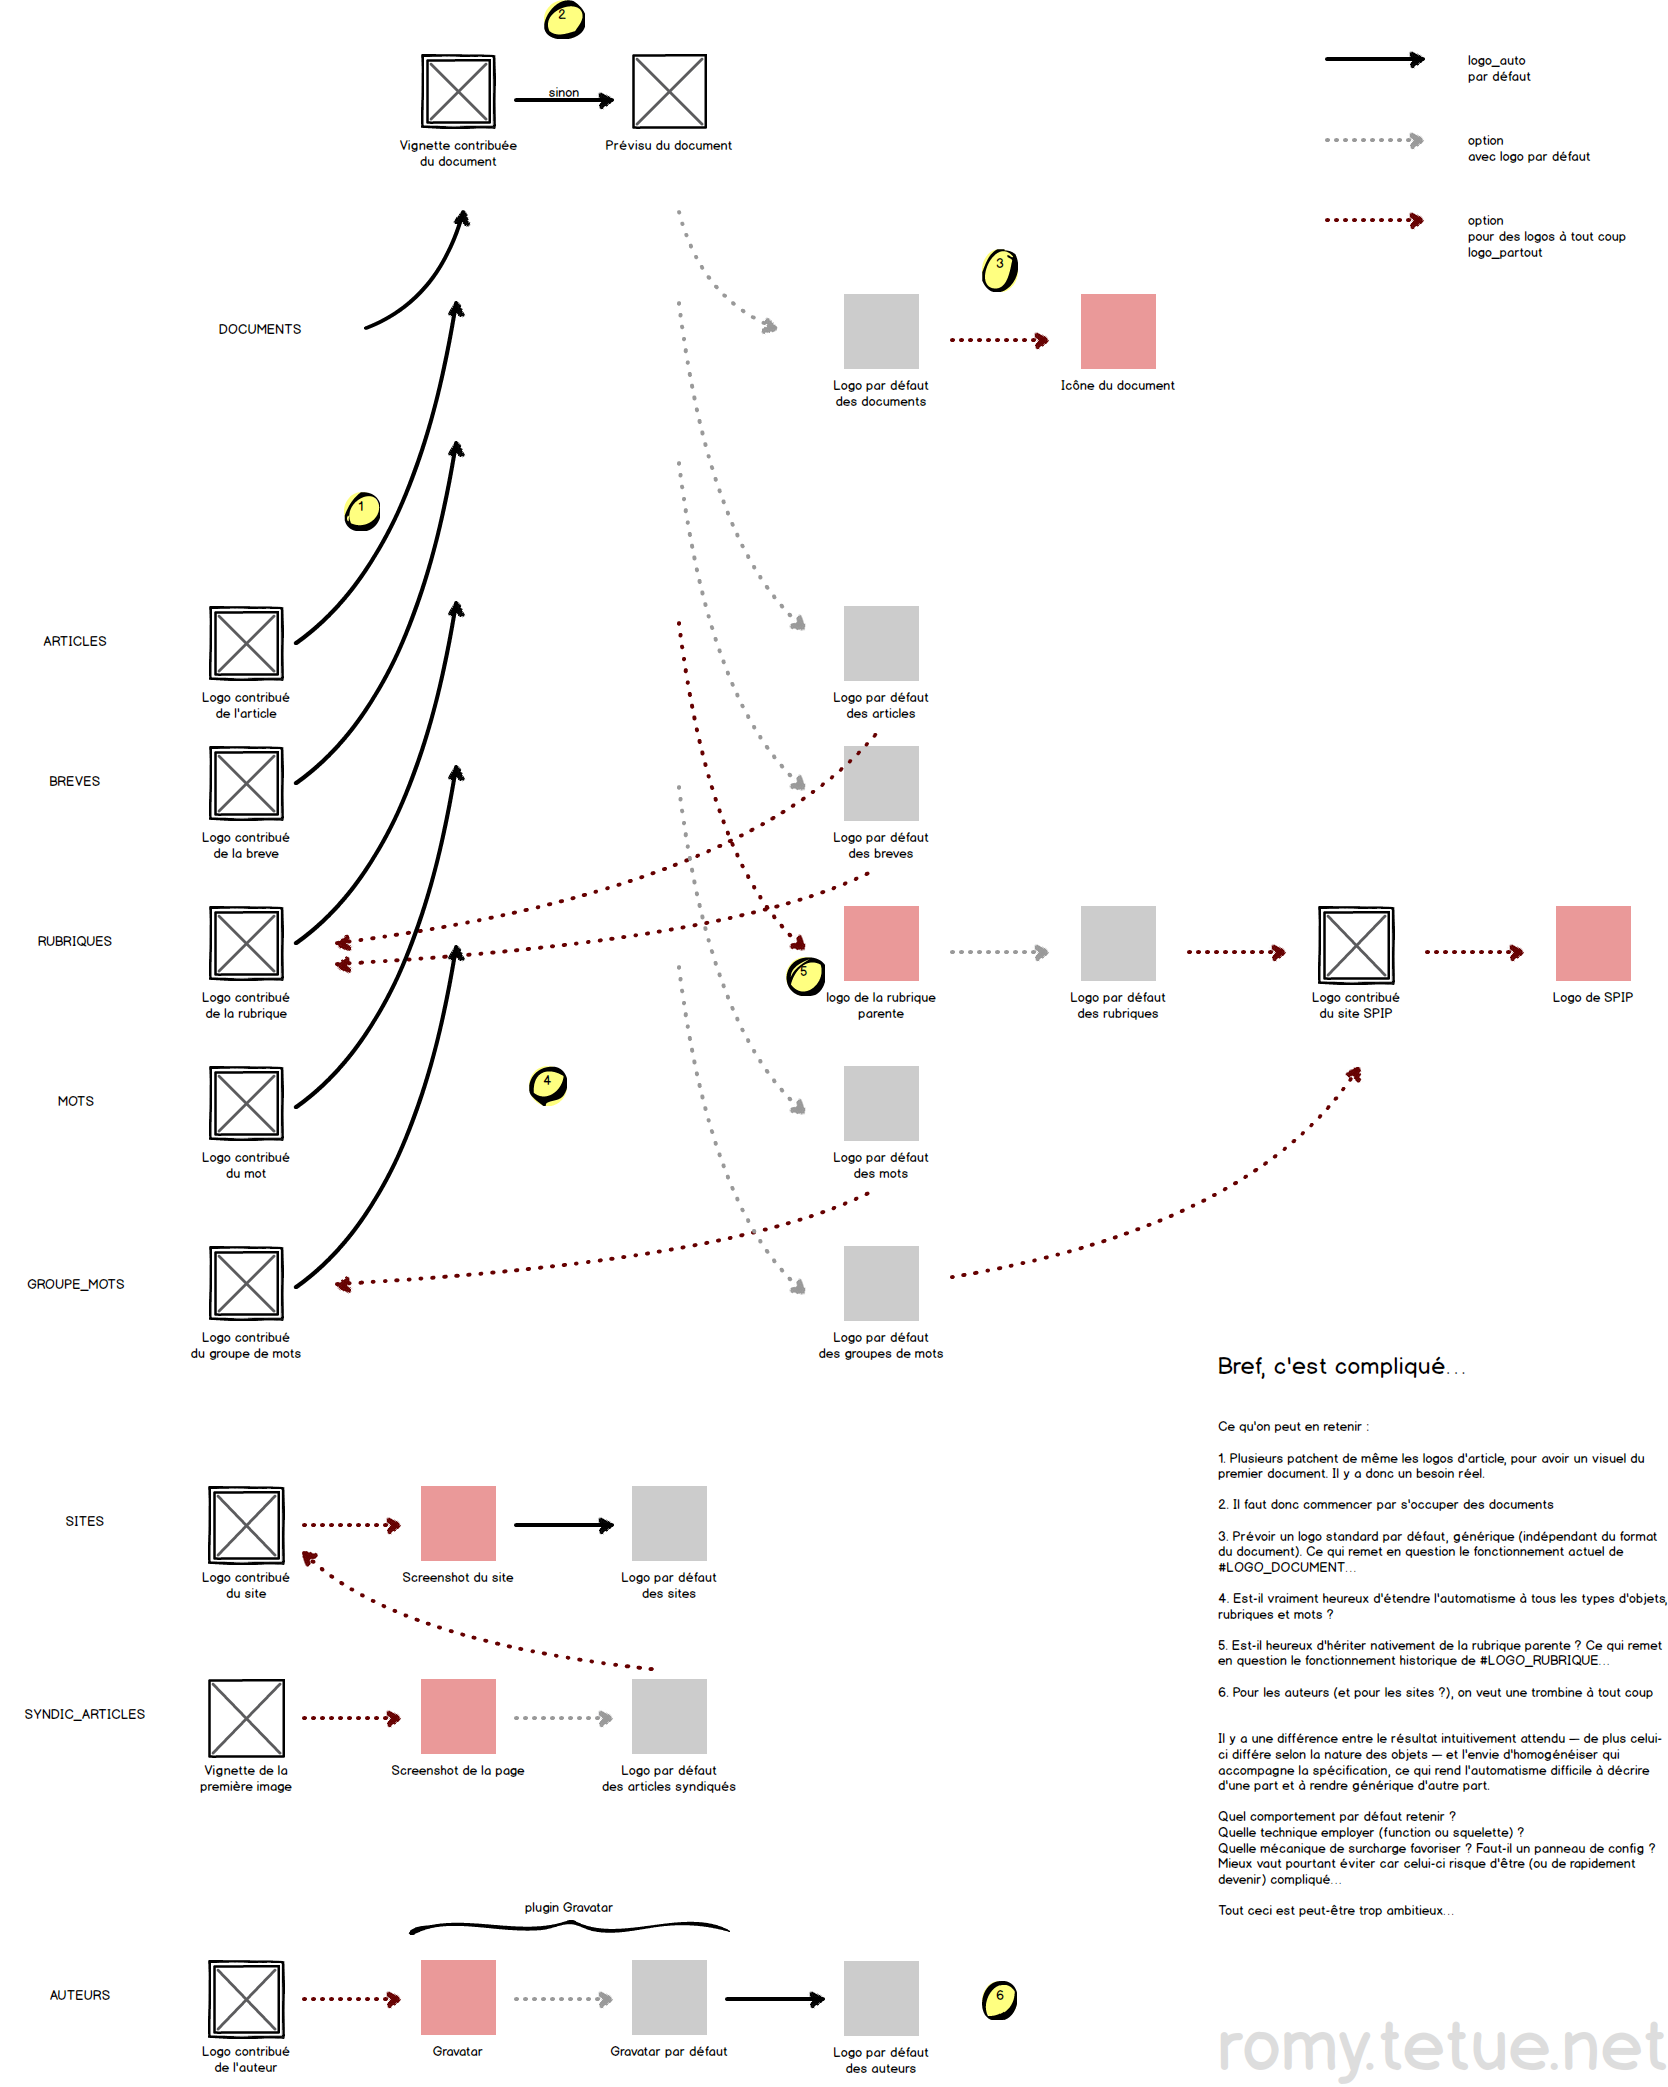 2
sinon
Vignette contribuée
du document
Prévisu du document
logo_auto
par défaut
option
avec logo par défaut
option
pour des logos à tout coup
logo_partout
DOCUMENTS
3
Logo par défaut
des documents
Icône du document
1
ARTICLES
Logo contribué
de l'article
Logo par défaut
des articles
BREVES
Logo contribué
de la breve
Logo par défaut
des breves
RUBRIQUES
Logo contribué
de la rubrique
5
logo de la rubrique
parente
Logo par défaut
des rubriques
Logo contribué
du site SPIP
Logo de SPIP
4
MOTS
Logo contribué
du mot
Logo par défaut
des mots
GROUPE_MOTS
Logo contribué
du groupe de mots
Logo par défaut
des groupes de mots
SITES
Logo contribué
du site
Screenshot du site
Logo par défaut
des sites
SYNDIC_ARTICLES
Vignette de la
première image
Screenshot de la page
Logo par défaut
des articles syndiqués
plugin Gravatar
AUTEURS
Logo contribué
de l'auteur
Gravatar
Gravatar par défaut
Logo par défaut
des auteurs
6
Bref, c'est compliqué...
Ce qu'on peut en retenir :
1. Plusieurs patchent de même les logos d'article, pour avoir un visuel du
premier document. Il y a donc un besoin réel.
2. Il faut donc commencer par s'occuper des documents
3. Prévoir un logo standard par défaut, générique (indépendant du format
du document). Ce qui remet en question le fonctionnement actuel de
#LOGO_DOCUMENT...
4. Est-il vraiment heureux d'étendre l'automatisme à tous les types d'objets,
rubriques et mots ?
5. Est-il heureux d'hériter nativement de la rubrique parente ? Ce qui remet
en question le fonctionnement historique de #LOGO_RUBRIQUE...
6. Pour les auteurs (et pour les sites ?), on veut une trombine à tout coup
Il y a une différence entre le résultat intuitivement attendu — de plus celui-
ci différe selon la nature des objets — et l'envie d'homogénéiser qui
accompagne la spécification, ce qui rend l'automatisme difficile à décrire
d'une part et à rendre générique d'autre part.
Quel comportement par défaut retenir ?
Quelle technique employer (function ou squelette) ?
Quelle mécanique de surcharge favoriser ? Faut-il un panneau de config ?
Mieux vaut pourtant éviter car celui-ci risque d'être (ou de rapidement
devenir) compliqué...
Tout ceci est peut-être trop ambitieux...
romy.tetue.net